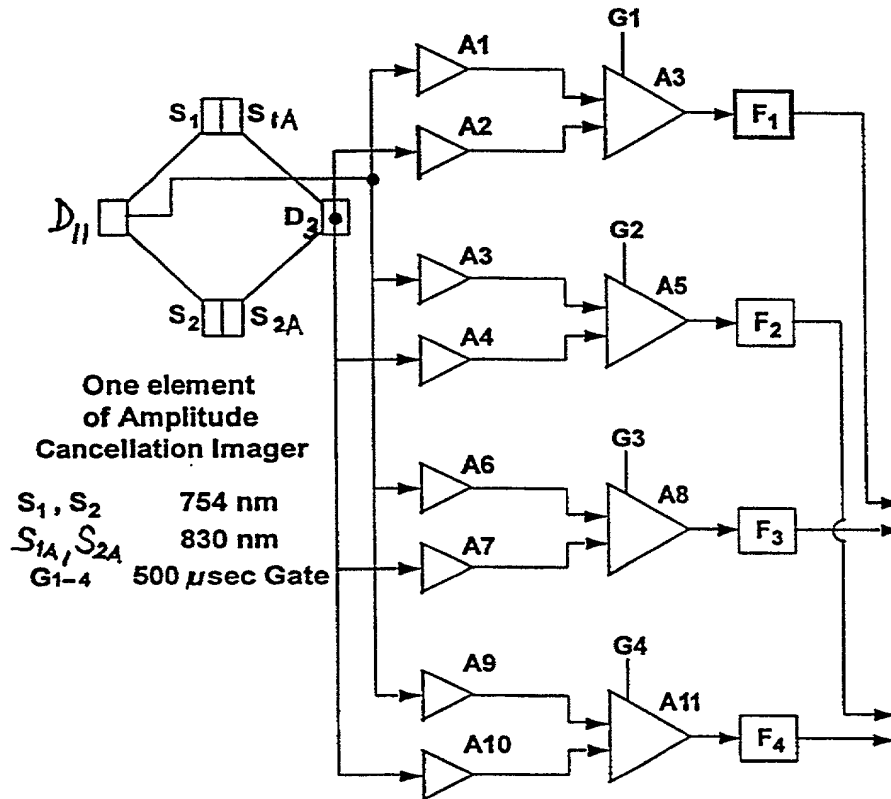 G1
A1
A3
S1 S1A
A2
F1
D11
D3
G2
A3
A5
S2 S2A
A4
F2
One element
of Amplitude
Cancellation Imager
G3
A6
A8
S1, S2 754 nm
S1A, S2A 830 nm
A7
F3
G1-4 500 µsec Gate
G4
A9
A11
A10
F4